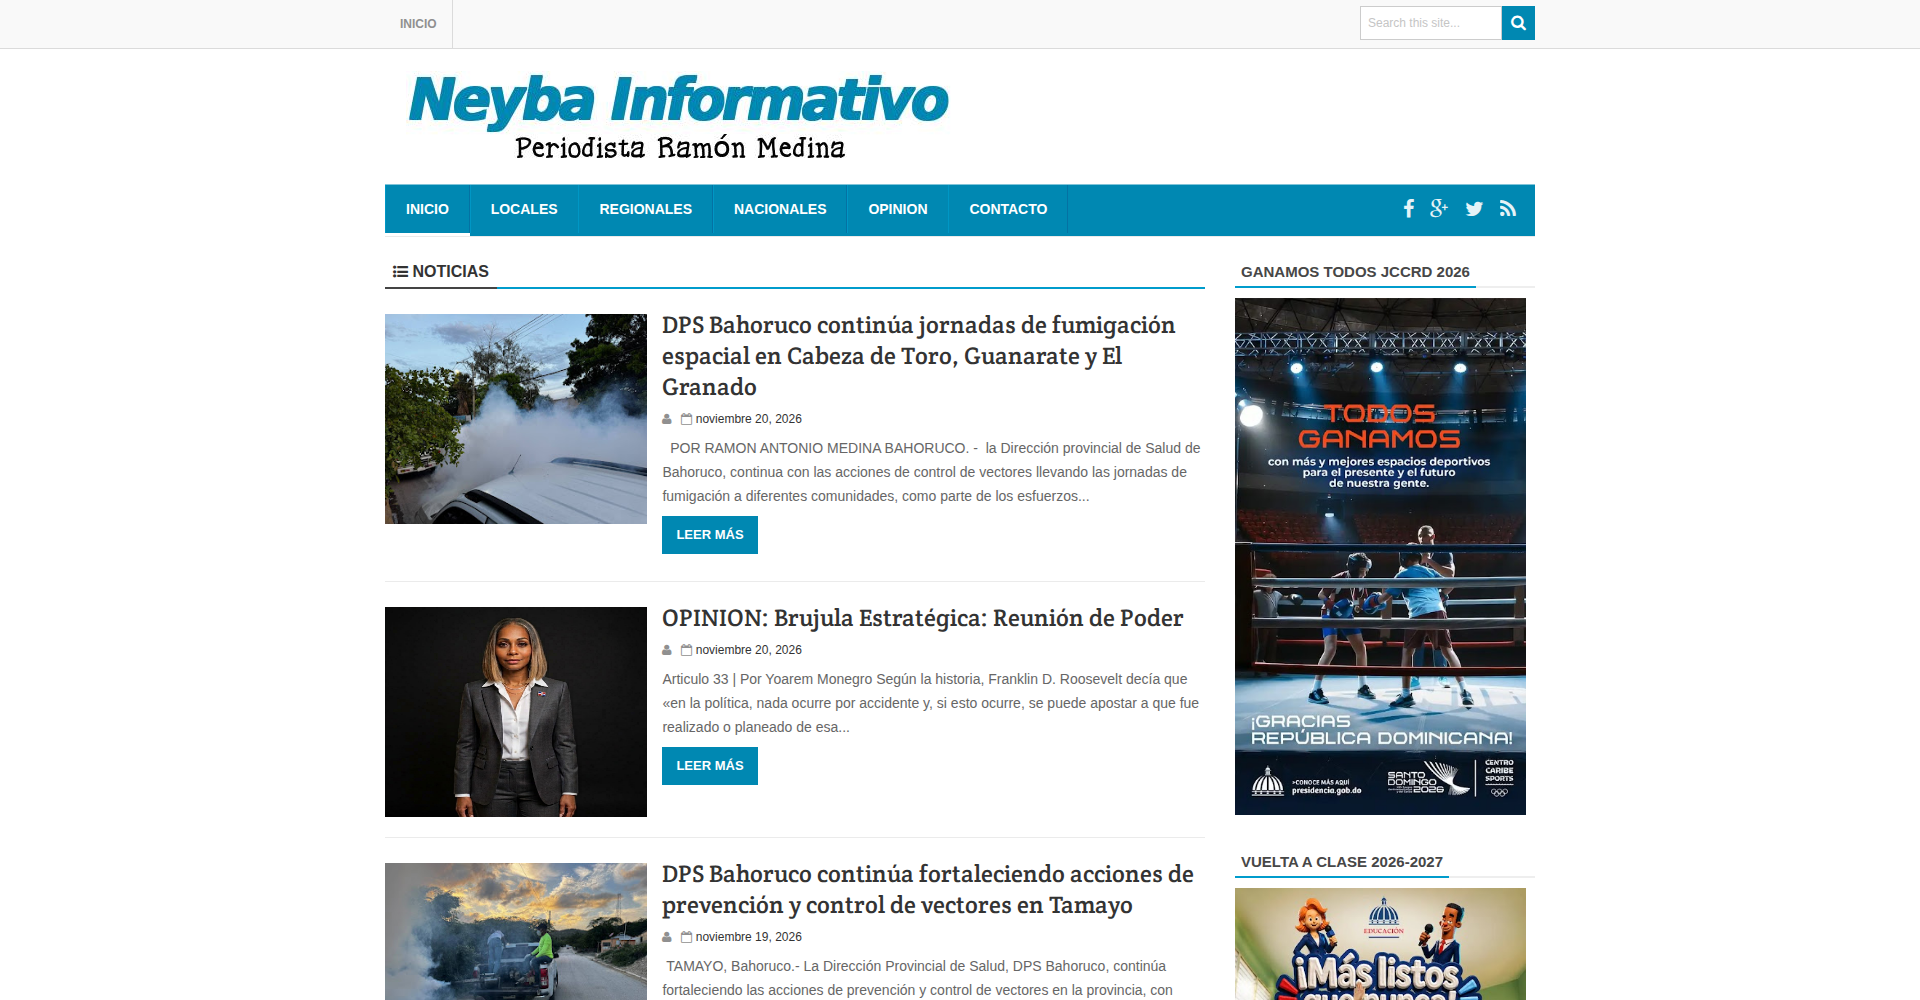 INICIO
Search this site...
Neyba Informativo
Periodista Ramón Medina
INICIO
LOCALES
REGIONALES
NACIONALES
OPINION
CONTACTO
NOTICIAS
DPS Bahoruco continúa jornadas de fumigación
espacial en Cabeza de Toro, Guanarate y El
Granado
noviembre 20, 2026
POR RAMON ANTONIO MEDINA BAHORUCO. - la Dirección provincial de Salud de
Bahoruco, continua con las acciones de control de vectores llevando las jornadas de
fumigación a diferentes comunidades, como parte de los esfuerzos...
LEER MÁS
OPINION: Brujula Estratégica: Reunión de Poder
noviembre 20, 2026
Articulo 33 | Por Yoarem Monegro Según la historia, Franklin D. Roosevelt decía que
«en la política, nada ocurre por accidente y, si esto ocurre, se puede apostar a que fue
realizado o planeado de esa...
LEER MÁS
DPS Bahoruco continúa fortaleciendo acciones de
prevención y control de vectores en Tamayo
noviembre 19, 2026
TAMAYO, Bahoruco.- La Dirección Provincial de Salud, DPS Bahoruco, continúa
fortaleciendo las acciones de prevención y control de vectores en la provincia, con
GANAMOS TODOS JCCRD 2026
TODOS
GANAMOS
con más y mejores espacios deportivos
para el presente y el futuro
de nuestra gente.
¡GRACIAS
REPÚBLICA DOMINICANA!
>CONOCE MÁS AQUÍ
presidencia.gob.do
SANTO
DOMINGO
2026
CENTRO
CARIBE
SPORTS
VUELTA A CLASE 2026-2027
EDUCACIÓN
¡Más listos
que nunca!